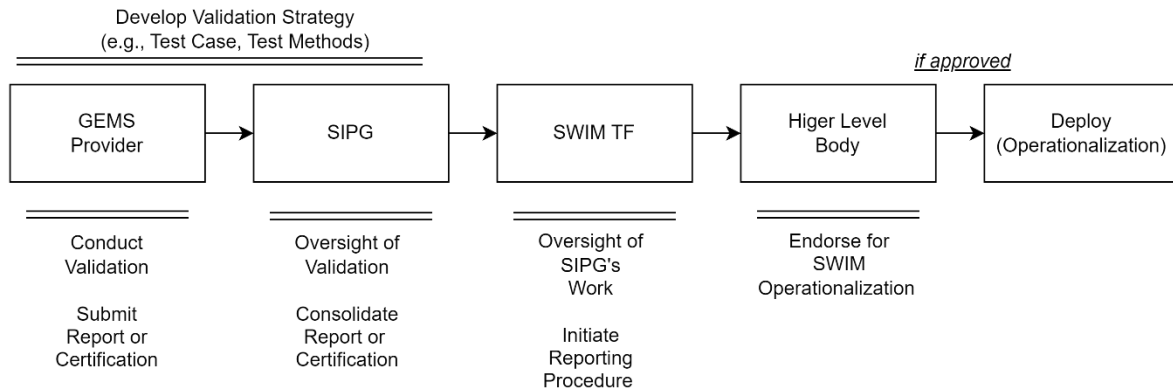 Develop Validation Strategy
(e.g., Test Case, Test Methods)
if approved
GEMS
Provider
SIPG
SWIM TF
Higer Level
Body
Deploy
(Operationalization)
Conduct
Validation
Submit
Report or
Certification
Oversight of
Validation
Consolidate
Report or
Certification
Oversight of
SIPG's
Work
Initiate
Reporting
Procedure
Endorse for
SWIM
Operationalization